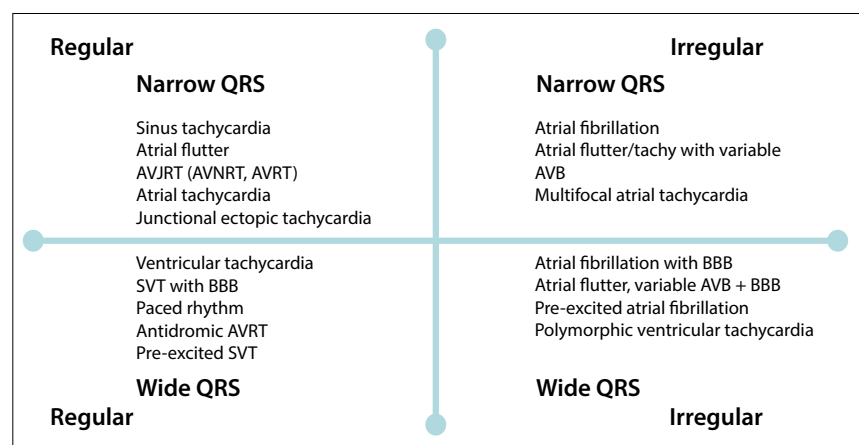 Regular
Irregular
Narrow QRS
Narrow QRS
Sinus tachycardia
Atrial flutter
AVJRT (AVNRT, AVRT)
Atrial tachycardia
Junctional ectopic tachycardia
Atrial fibrillation
Atrial flutter/tachy with variable
AVB
Multifocal atrial tachycardia
Ventricular tachycardia
SVT with BBB
Paced rhythm
Antidromic AVRT
Pre-excited SVT
Atrial fibrillation with BBB
Atrial flutter, variable AVB + BBB
Pre-excited atrial fibrillation
Polymorphic ventricular tachycardia
Wide QRS
Wide QRS
Regular
Irregular